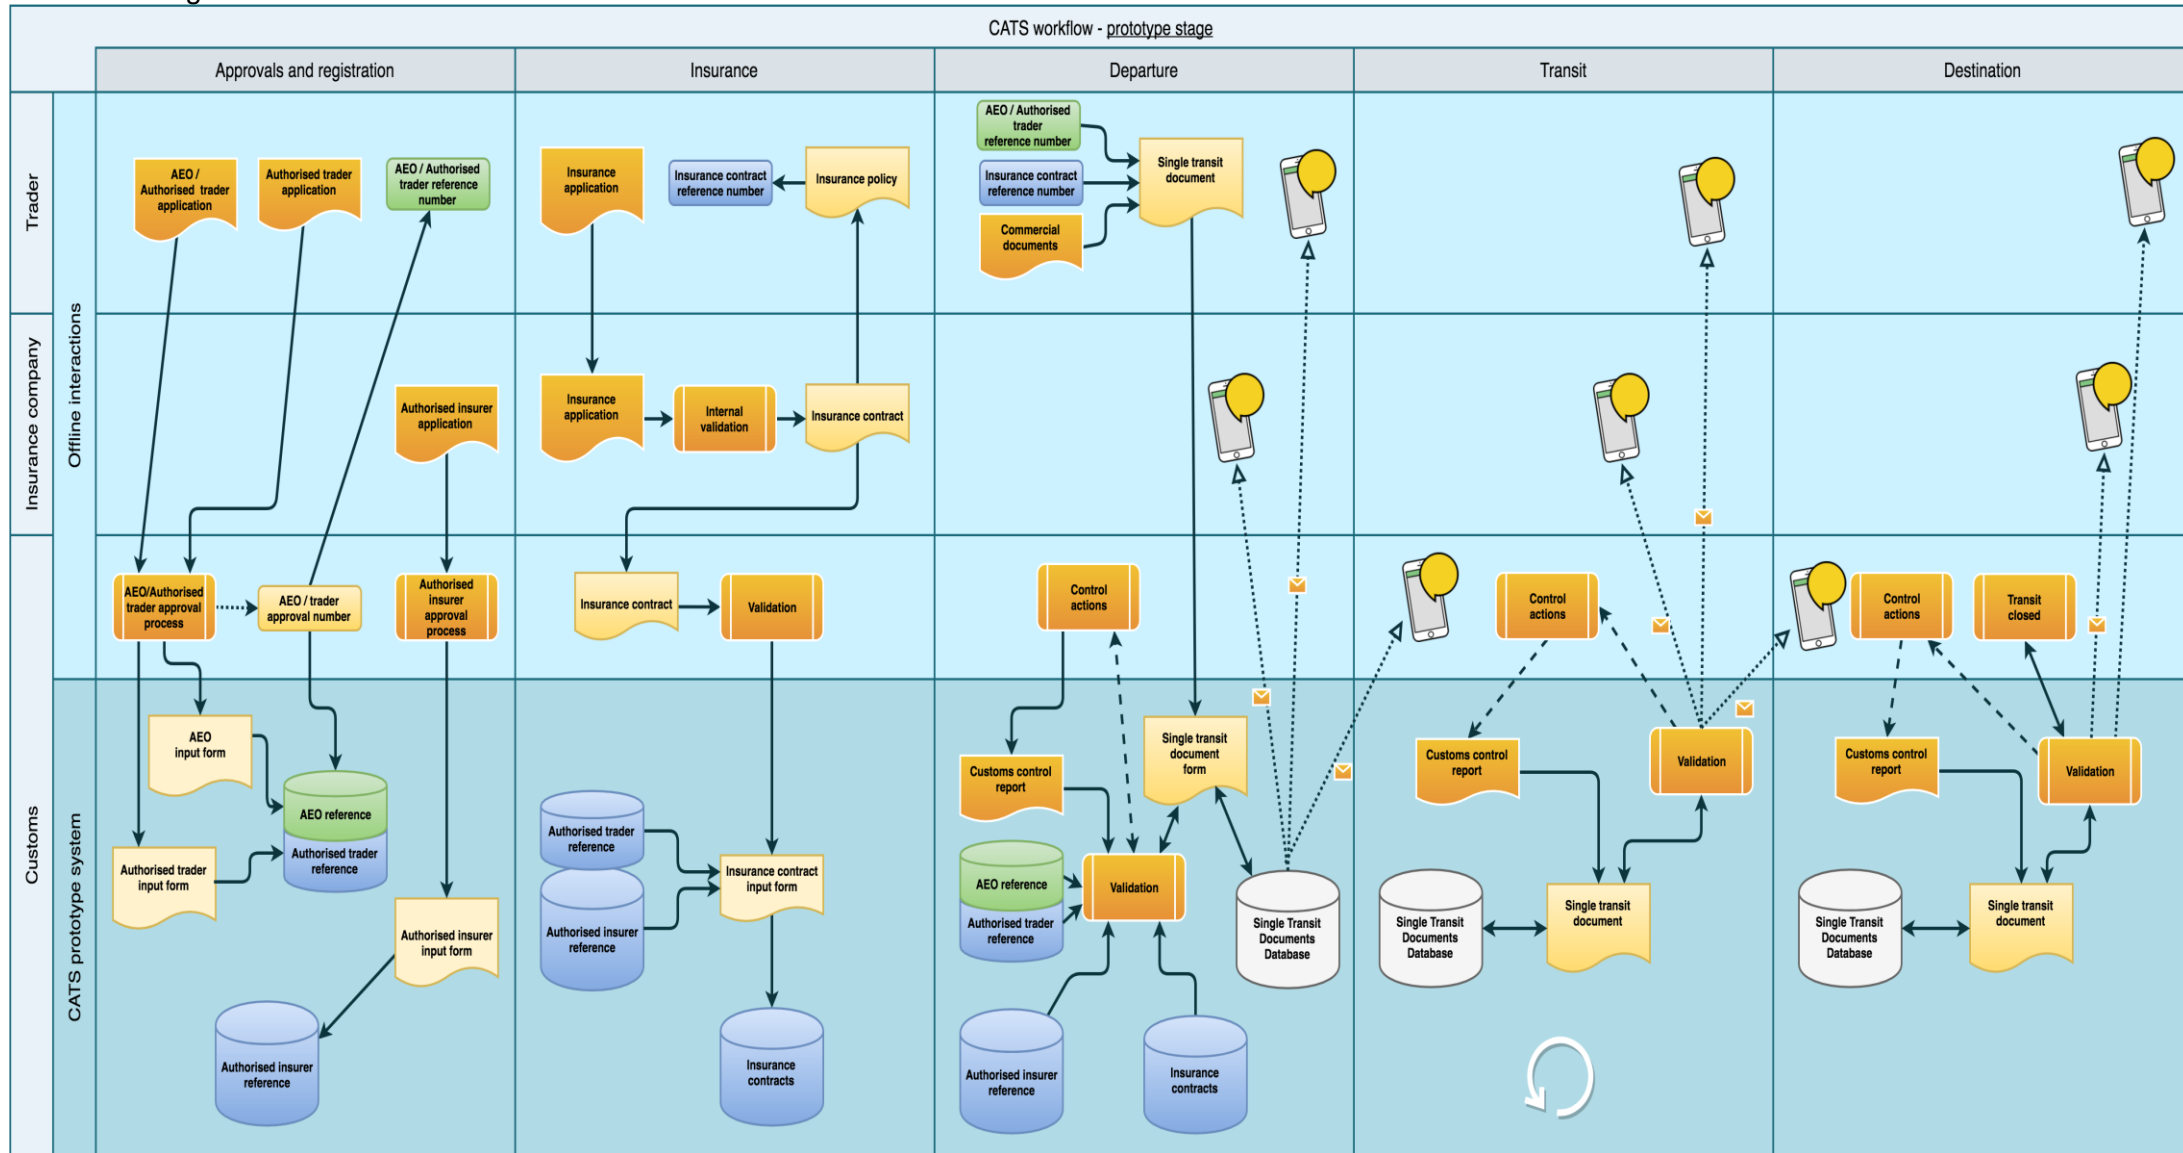 CATS workflow - prototype stage
Approvals and registration
Insurance
Departure
Transit
Destination
Trader
Insurance company
Customs
Offline interactions
CATS prototype system
AEO /
Authorised trader
application
Authorised trader
application
AEO / Authorised
trader reference
number
Authorised insurer
application
AEO/Authorised
trader approval
process
AEO / trader
approval number
Authorised
insurer
approval
process
AEO
input form
AEO reference
Authorised trader
reference
Authorised trader
input form
Authorised insurer
input form
Authorised insurer
reference
Insurance
application
Insurance contract
reference number
Insurance policy
Insurance
application
Internal
validation
Insurance contract
Insurance contract
Validation
Authorised trader
reference
Authorised insurer
reference
Insurance contract
input form
Insurance
contracts
AEO / Authorised
trader
reference number
Insurance contract
reference number
Commercial
documents
Single transit
document
Control
actions
Customs control
report
Single transit
document
form
AEO reference
Authorised trader
reference
Validation
Single Transit
Documents
Database
Authorised insurer
reference
Insurance
contracts
Control
actions
Customs control
report
Validation
Single Transit
Documents
Database
Single transit
document
Control
actions
Transit
closed
Customs control
report
Validation
Single Transit
Documents
Database
Single transit
document